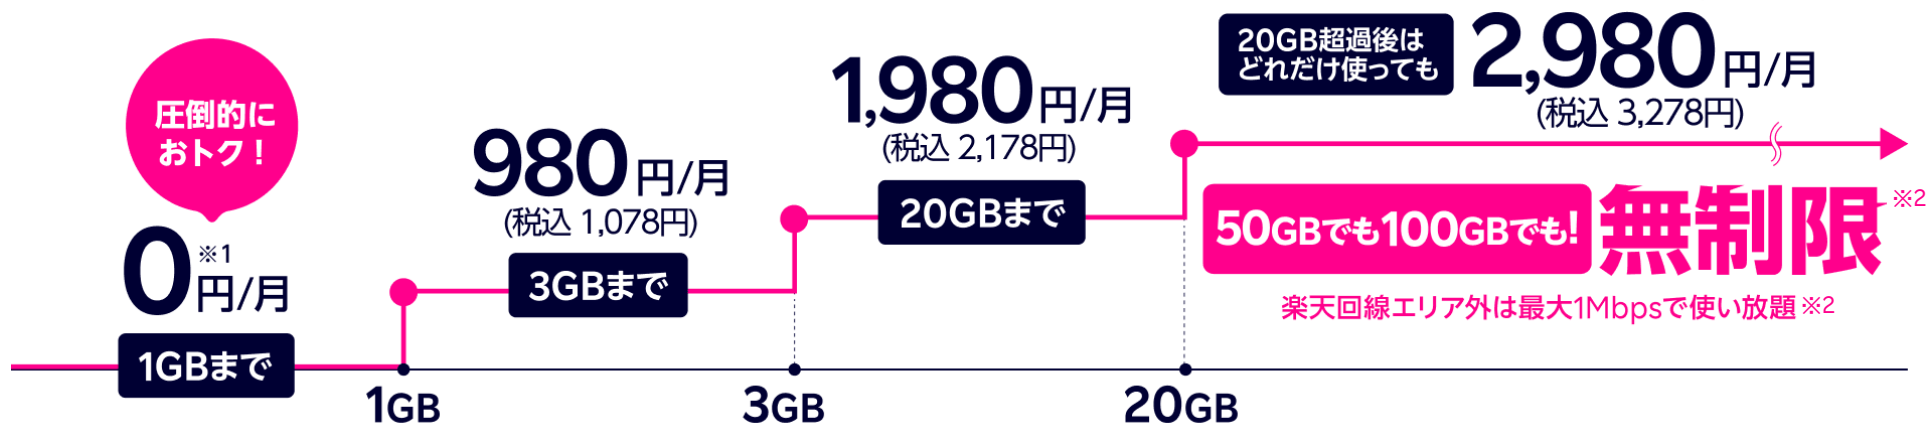 圧倒的に
おトク！
0円/月※1
1GBまで
980円/月
(税込 1,078円)
3GBまで
1,980円/月
(税込 2,178円)
20GBまで
20GB超過後は
どれだけ使っても
2,980円/月
(税込 3,278円)
50GBでも100GBでも!
無制限※2
楽天回線エリア外は最大1Mbpsで使い放題※2
1GB
3GB
20GB